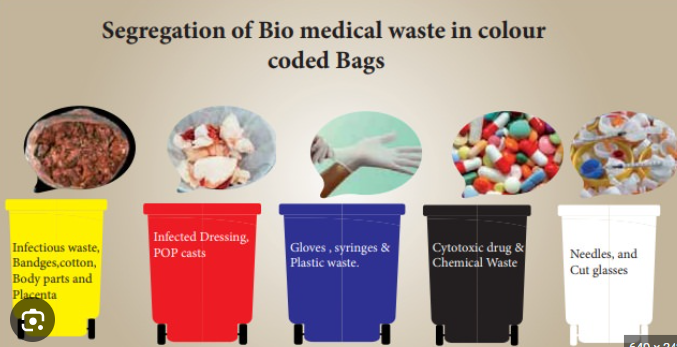 Segregation of Bio medical waste in colour
coded Bags
Infectious waste,
Bandges,cotton,
Body parts and
Placenta
Infected Dressing,
POP casts
Gloves , syringes &
Plastic waste.
Cytotoxic drug &
Chemical Waste
Needles, and
Cut glasses